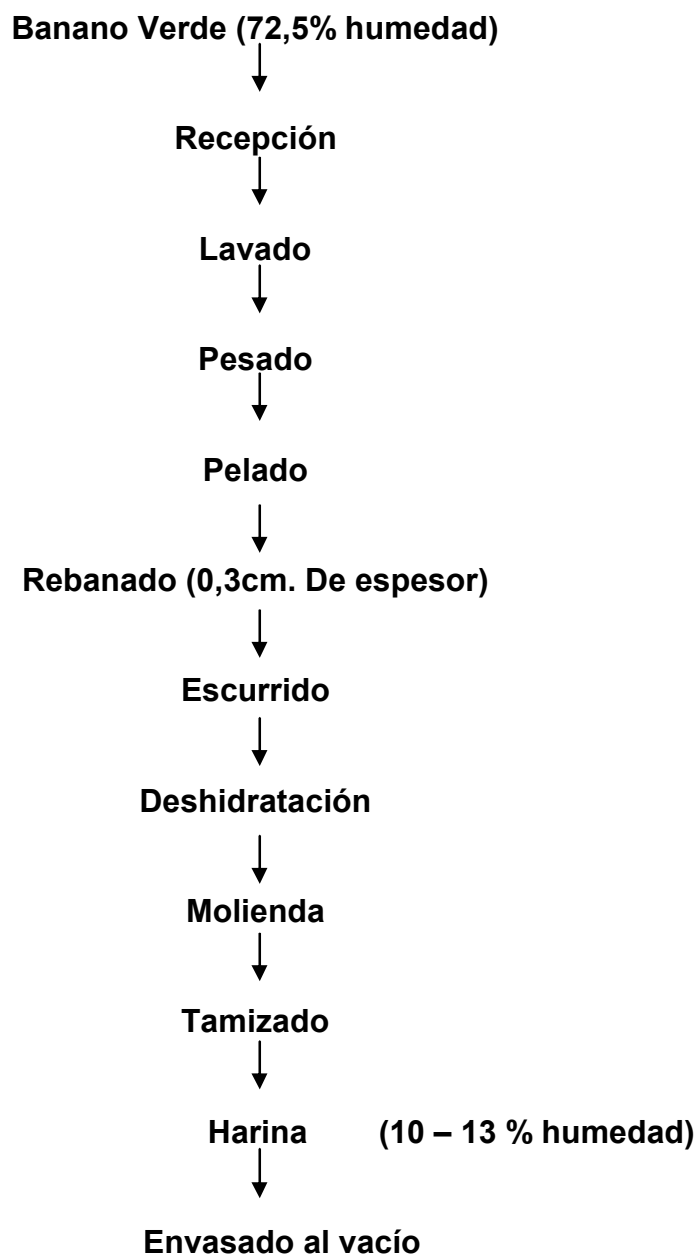 Banano Verde (72,5% humedad)
Recepción
Lavado
Pesado
Pelado
Rebanado (0,3cm. De espesor)
Escurrido
Deshidratación
Molienda
Tamizado
Harina (10 – 13 % humedad)
Envasado al vacío